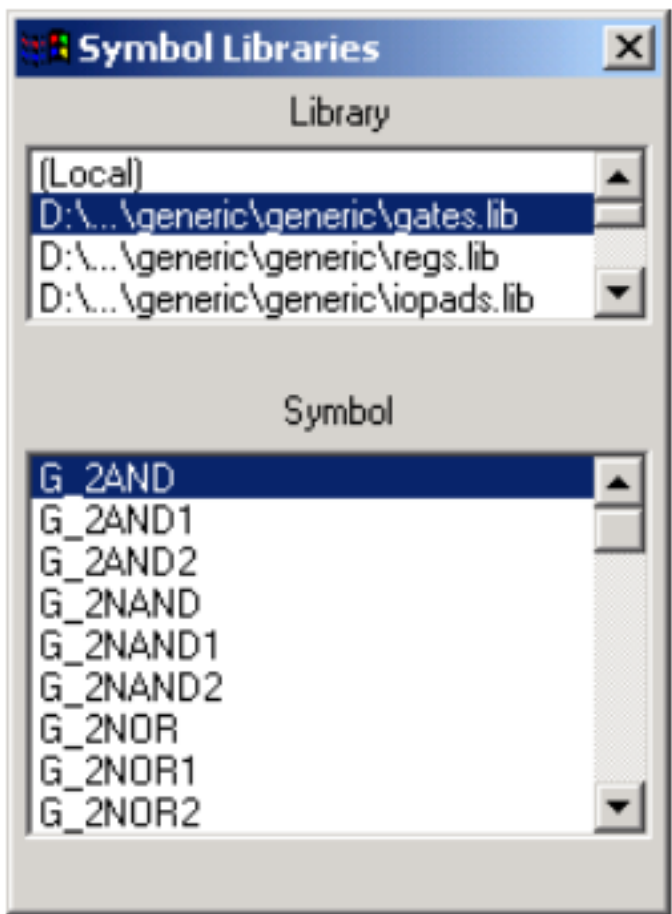 Symbol Libraries
Library
(Local)
D:\...\generic\generic\gates.lib
D:\...\generic\generic\regs.lib
D:\...\generic\generic\iopads.lib
Symbol
G_2AND
G_2AND1
G_2AND2
G_2NAND
G_2NAND1
G_2NAND2
G_2NOR
G_2NOR1
G_2NOR2